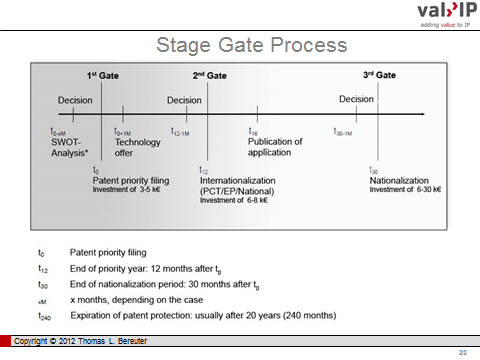 val IP
adding value to IP
Stage Gate Process
1st Gate
2nd Gate
3rd Gate
Decision
Decision
Decision
t0-xM
t0+1M
t12-1M
t18
t30-1M
SWOT-
Analysis*
Technology
offer
Publication of
application
t0
t12
t30
Patent priority filing
Investment of 3-5 k€
Internationalization
(PCT/EP/National)
Investment of 6-8 k€
Nationalization
Investment of 6-30 k€
t0 Patent priority filing
t12 End of priority year: 12 months after t0
t30 End of nationalization period: 30 months after t0
xM x months, depending on the case
t240 Expiration of patent protection: usually after 20 years (240 months)
Copyright © 2012 Thomas L. Bereuter
28